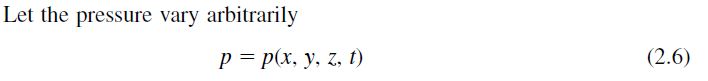 Let the pressure vary arbitrarily
p = p(x, y, z, t) (2.6)